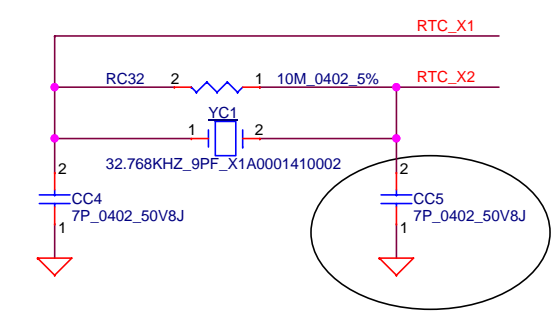 RTC_X1
RC32 2 1 10M_0402_5% RTC_X2
YC1
1 2
32.768KHZ_9PF_X1A0001410002
2 2
CC4 CC5
7P_0402_50V8J 7P_0402_50V8J
1 1